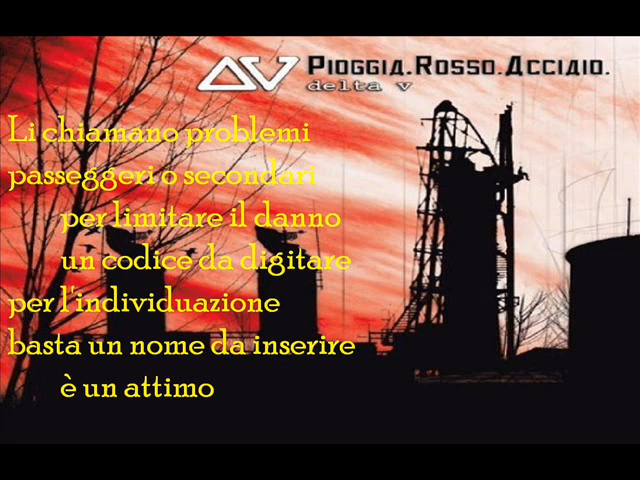 ΔV Pioggia.Rosso.Acciaio.
delta v
Li chiamano problemi
passeggeri o secondari
per limitare il danno
un codice da digitare
per l'individuazione
basta un nome da inserire
è un attimo